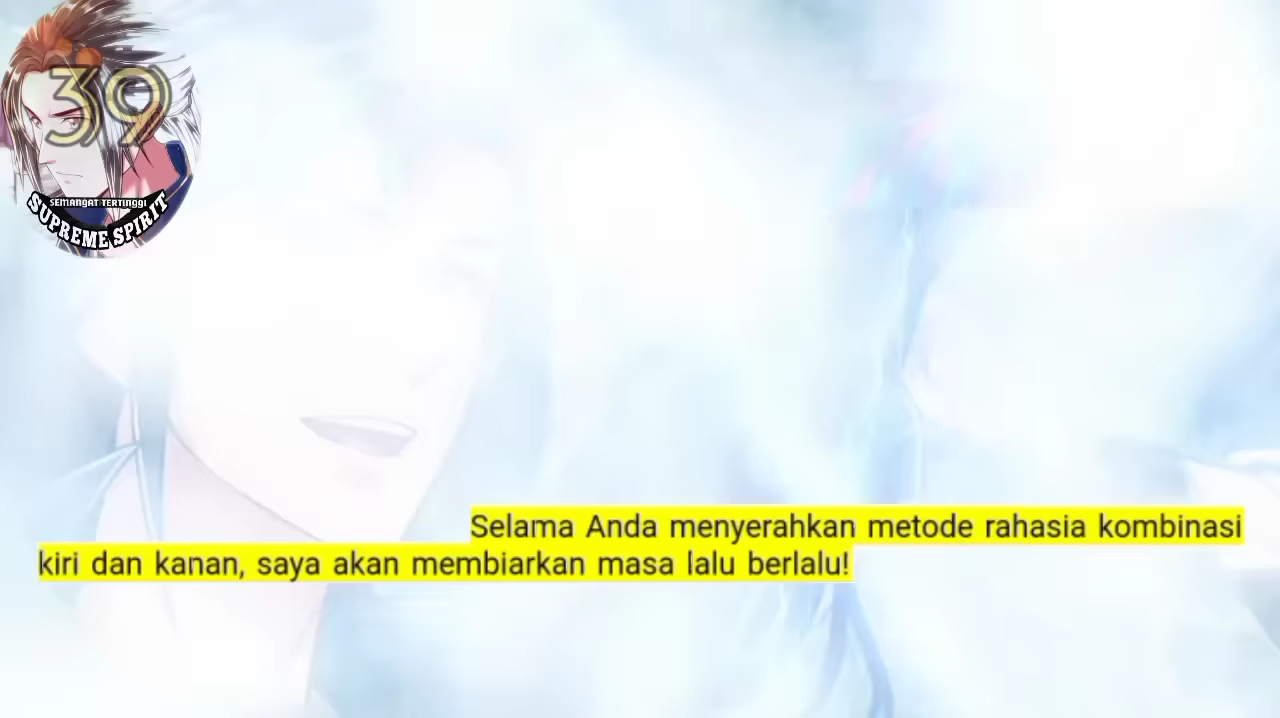 39
SEMANGAT TERTINGGI
SUPREME SPIRIT
Selama Anda menyerahkan metode rahasia kombinasi
kiri dan kanan, saya akan membiarkan masa lalu berlalu!